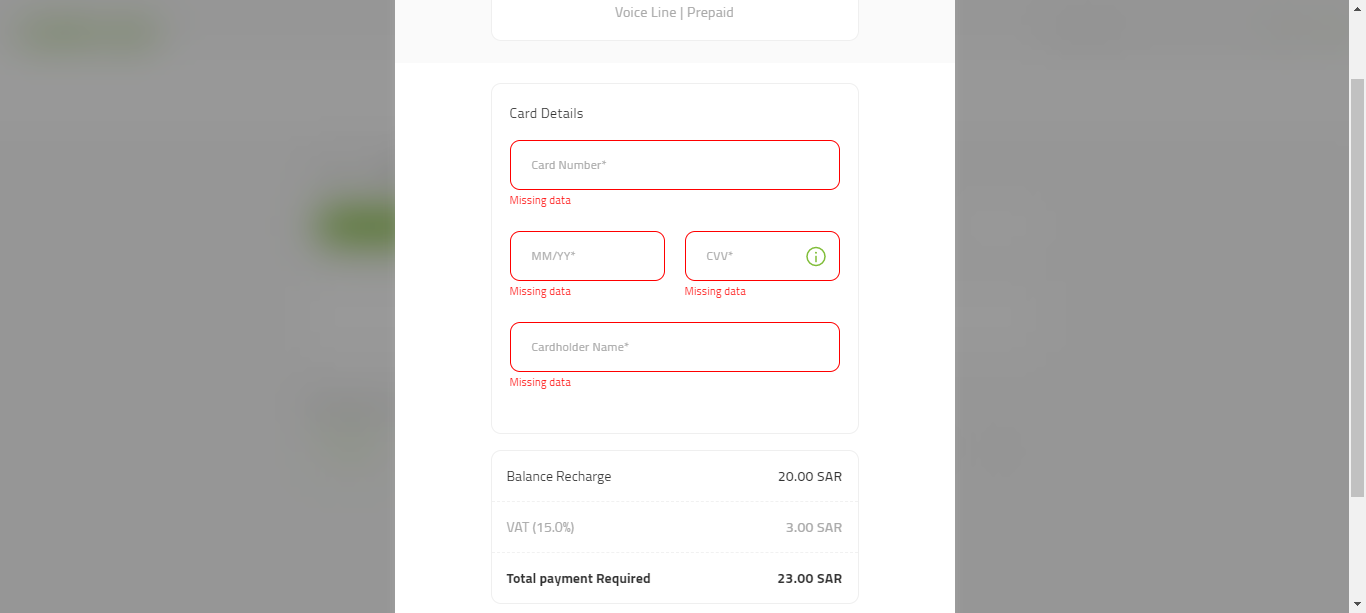 Voice Line | Prepaid
Card Details
Card Number*
Missing data
MM/YY* CVV*
Missing data Missing data
Cardholder Name*
Missing data
Balance Recharge 20.00 SAR
VAT (15.0%) 3.00 SAR
Total payment Required 23.00 SAR